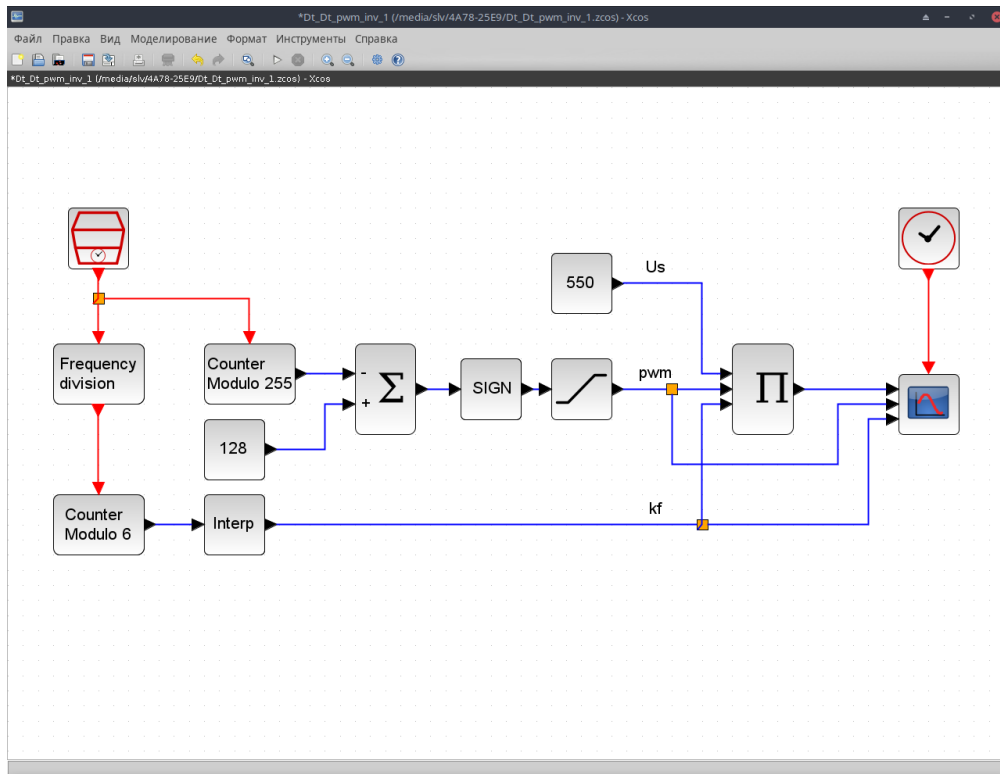 *Dt_Dt_pwm_inv_1 (/media/slv/4A78-25E9/Dt_Dt_pwm_inv_1.zcos) - Xcos
Файл Правка Вид Моделирование Формат Инструменты Справка
*Dt_Dt_pwm_inv_1 (/media/slv/4A78-25E9/Dt_Dt_pwm_inv_1.zcos) - Xcos
550
Us
Frequency
division
Counter
Modulo 255
-
+
Σ
SIGN
pwm
Π
128
Counter
Modulo 6
Interp
kf